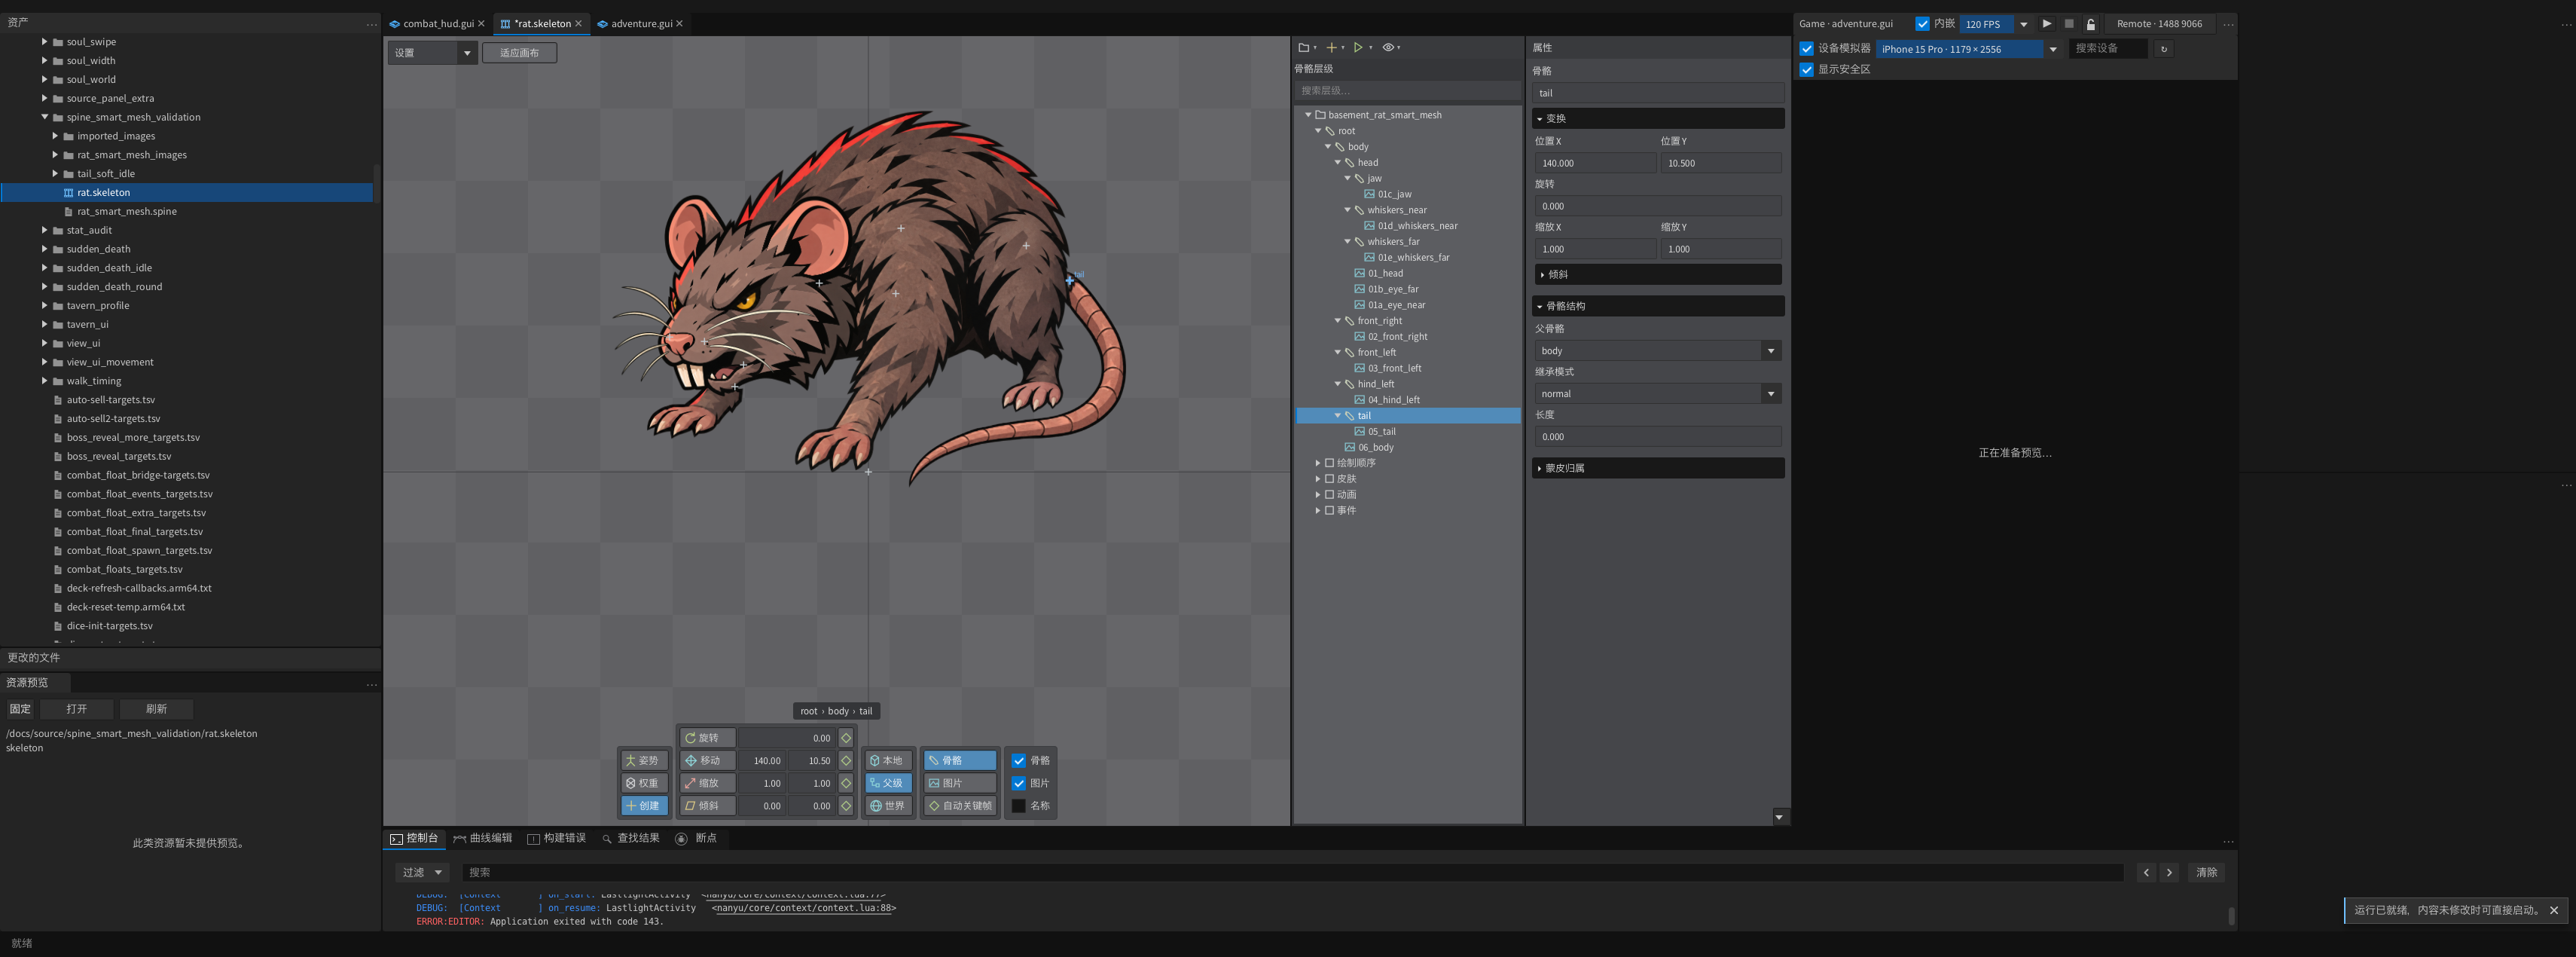 资产
soul_swipe
soul_width
soul_world
source_panel_extra
spine_smart_mesh_validation
imported_images
rat_smart_mesh_images
tail_soft_idle
rat.skeleton
rat_smart_mesh.spine
stat_audit
sudden_death
sudden_death_idle
sudden_death_round
tavern_profile
tavern_ui
view_ui
view_ui_movement
walk_timing
auto-sell-targets.tsv
auto-sell2-targets.tsv
boss_reveal_more_targets.tsv
boss_reveal_targets.tsv
combat_float_bridge-targets.tsv
combat_float_events_targets.tsv
combat_float_extra_targets.tsv
combat_float_final_targets.tsv
combat_float_spawn_targets.tsv
combat_floats_targets.tsv
deck-refresh-callbacks.arm64.txt
deck-reset-temp.arm64.txt
dice-init-targets.tsv
更改的文件
资源预览
固定 打开 刷新
/docs/source/spine_smart_mesh_validation/rat.skeleton
skeleton
此类资源暂未提供预览。
就绪
combat_hud.gui *rat.skeleton adventure.gui
设置 适应画布
tail
root › body › tail
旋转 0.00
姿势 移动 140.00 10.50 本地 骨骼 骨骼
权重 缩放 1.00 1.00 父级 图片 图片
创建 倾斜 0.00 0.00 世界 自动关键帧 名称
骨骼层级
搜索层级...
basement_rat_smart_mesh
root
body
head
jaw
01c_jaw
whiskers_near
01d_whiskers_near
whiskers_far
01e_whiskers_far
01_head
01b_eye_far
01a_eye_near
front_right
02_front_right
front_left
03_front_left
hind_left
04_hind_left
tail
05_tail
06_body
绘制顺序
皮肤
动画
事件
属性
骨骼
tail
变换
位置 X 位置 Y
140.000 10.500
旋转
0.000
缩放 X 缩放 Y
1.000 1.000
倾斜
骨骼结构
父骨骼
body
继承模式
normal
长度
0.000
蒙皮归属
Game · adventure.gui 内嵌 120 FPS Remote · 1488 9066
设备模拟器 iPhone 15 Pro · 1179 × 2556 搜索设备
显示安全区
正在准备预览...
控制台 曲线编辑 构建错误 查找结果 断点
过滤 搜索 清除
DEBUG: [Context ] on_start: LastlightActivity <nanyu/core/context/context.lua:77>
DEBUG: [Context ] on_resume: LastlightActivity <nanyu/core/context/context.lua:88>
ERROR:EDITOR: Application exited with code 143.
运行已就绪，内容未修改时可直接启动。